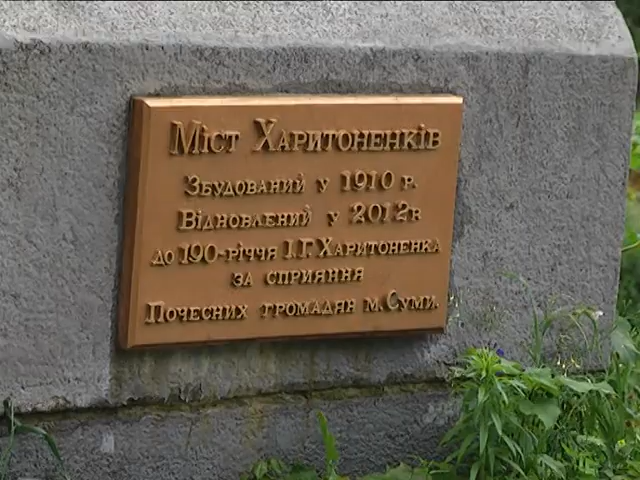 Міст Харитоненків
Збудований у 1910 р.
Відновлений у 2012 р
до 190-річчя І.Г.Харитоненка
за сприяння
Почесних громадян м.Суми.